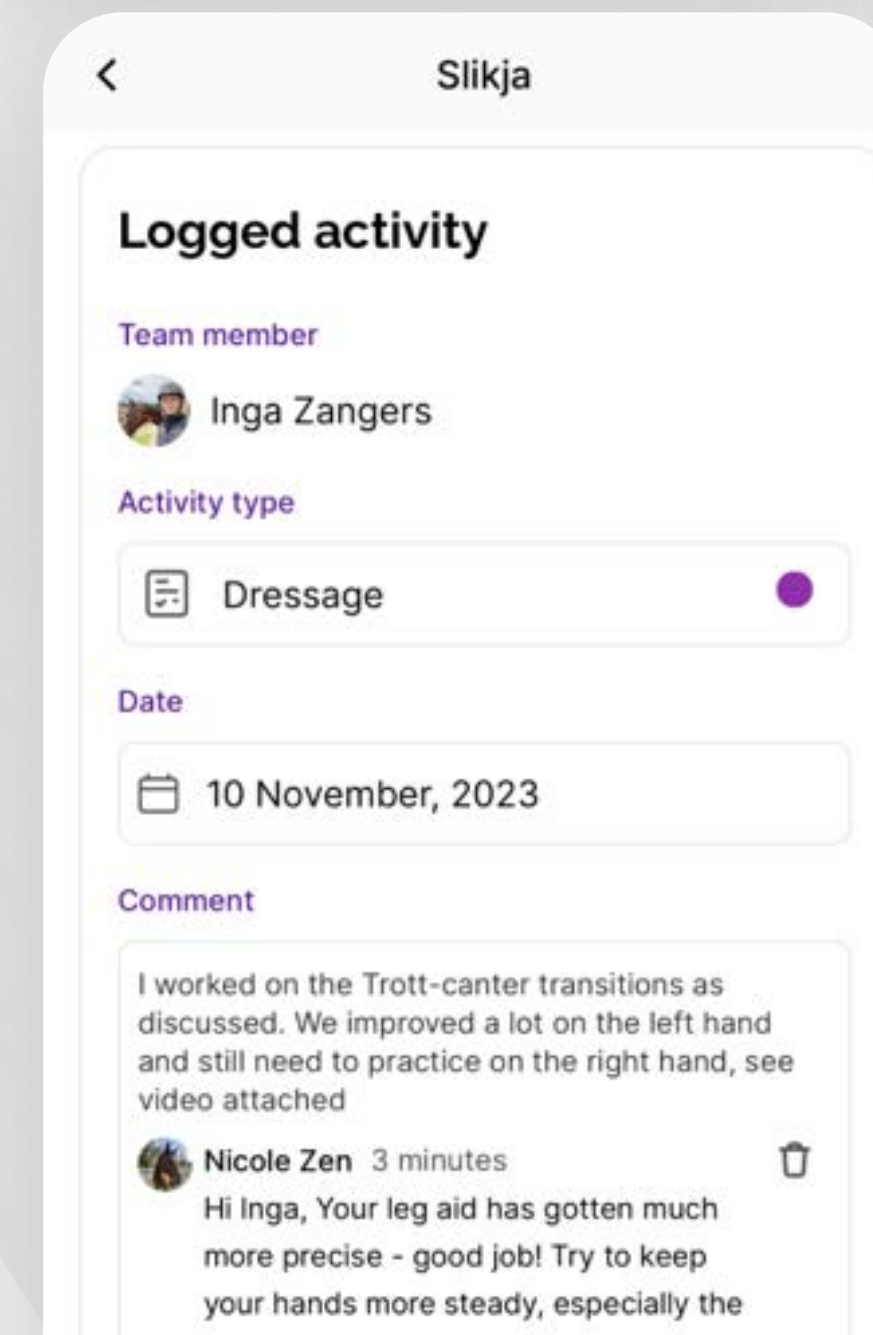 Slikja
Logged activity
Team member
Inga Zangers
Activity type
Dressage
Date
10 November, 2023
Comment
I worked on the Trott-canter transitions as
discussed. We improved a lot on the left hand
and still need to practice on the right hand, see
video attached
Nicole Zen 3 minutes
Hi Inga, Your leg aid has gotten much
more precise - good job! Try to keep
your hands more steady, especially the